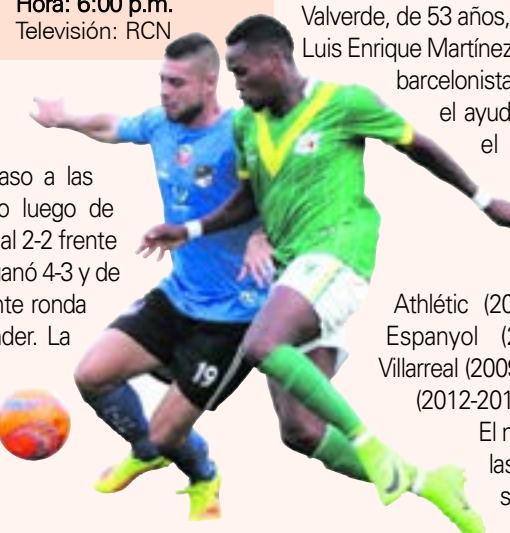 Hora: 6:00 p.m.
Televisión: RCN
aso a las
o luego de
al 2-2 frente
anó 4-3 y de
nte ronda
der. La
19
Valverde, de 53 años,
Luis Enrique Martínez
barcelonista
el ayud
el
Athlétic (20
Espanyol (2
Villarreal (2009
(2012-201
El
las
s